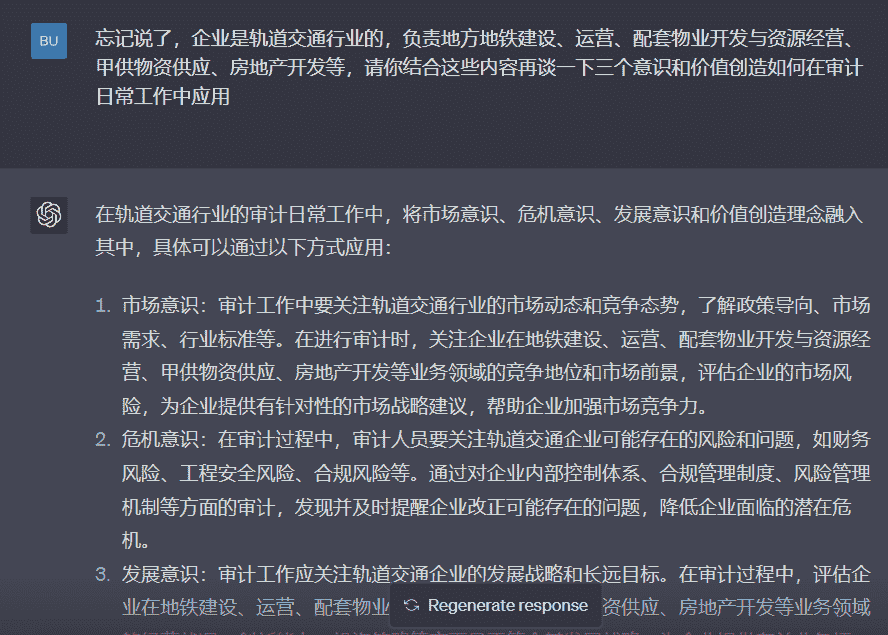 BU
忘记说了，企业是轨道交通行业的，负责地方地铁建设、运营、配套物业开发与资源经营、
甲供物资供应、房地产开发等，请你结合这些内容再谈一下三个意识和价值创造如何在审计
日常工作中应用
在轨道交通行业的审计日常工作中，将市场意识、危机意识、发展意识和价值创造理念融入
其中，具体可以通过以下方式应用：
1. 市场意识：审计工作中要关注轨道交通行业的市场动态和竞争态势，了解政策导向、市场
需求、行业标准等。在进行审计时，关注企业在地铁建设、运营、配套物业开发与资源经
营、甲供物资供应、房地产开发等业务领域的竞争地位和市场前景，评估企业的市场风
险，为企业提供有针对性的市场战略建议，帮助企业加强市场竞争力。
2. 危机意识：在审计过程中，审计人员要关注轨道交通企业可能存在的风险和问题，如财务
风险、工程安全风险、合规风险等。通过对企业内部控制体系、合规管理制度、风险管理
机制等方面的审计，发现并及时提醒企业改正可能存在的问题，降低企业面临的潜在危
机。
3. 发展意识：审计工作应关注轨道交通企业的发展战略和长远目标。在审计过程中，评估企
业在地铁建设、运营、配套物业
资供应、房地产开发等业务领域
Regenerate response